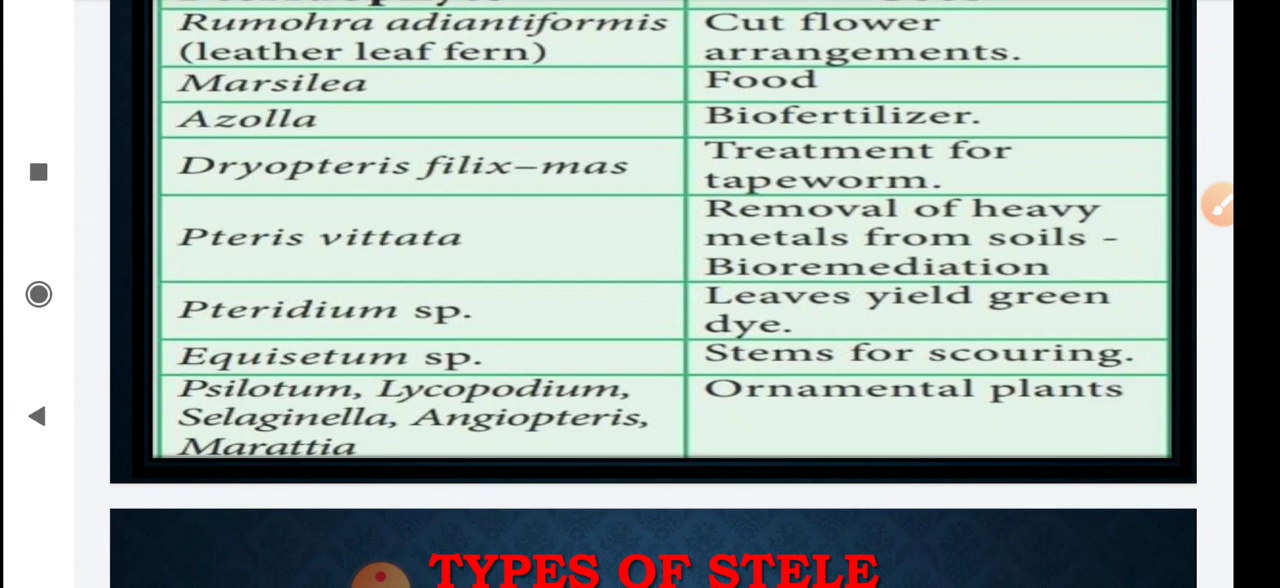 Rumohra adiantiformis
(leather leaf fern)
Cut flower
arrangements.
Marsilea
Food
Azolla
Biofertilizer.
Dryopteris filix–mas
Treatment for
tapeworm.
Pteris vittata
Removal of heavy
metals from soils -
Bioremediation
Pteridium sp.
Leaves yield green
dye.
Equisetum sp.
Stems for scouring.
Psilotum, Lycopodium,
Selaginella, Angiopteris,
Marattia
Ornamental plants
TYPES OF STELE